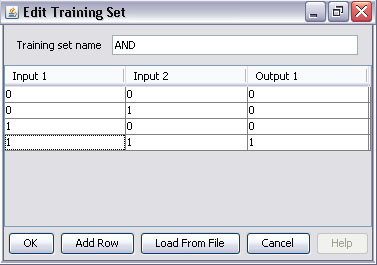 Edit Training Set
Training set name AND
Input 1 Input 2 Output 1
0 0 0
0 1 0
1 0 0
1 1 1
OK Add Row Load From File Cancel Help